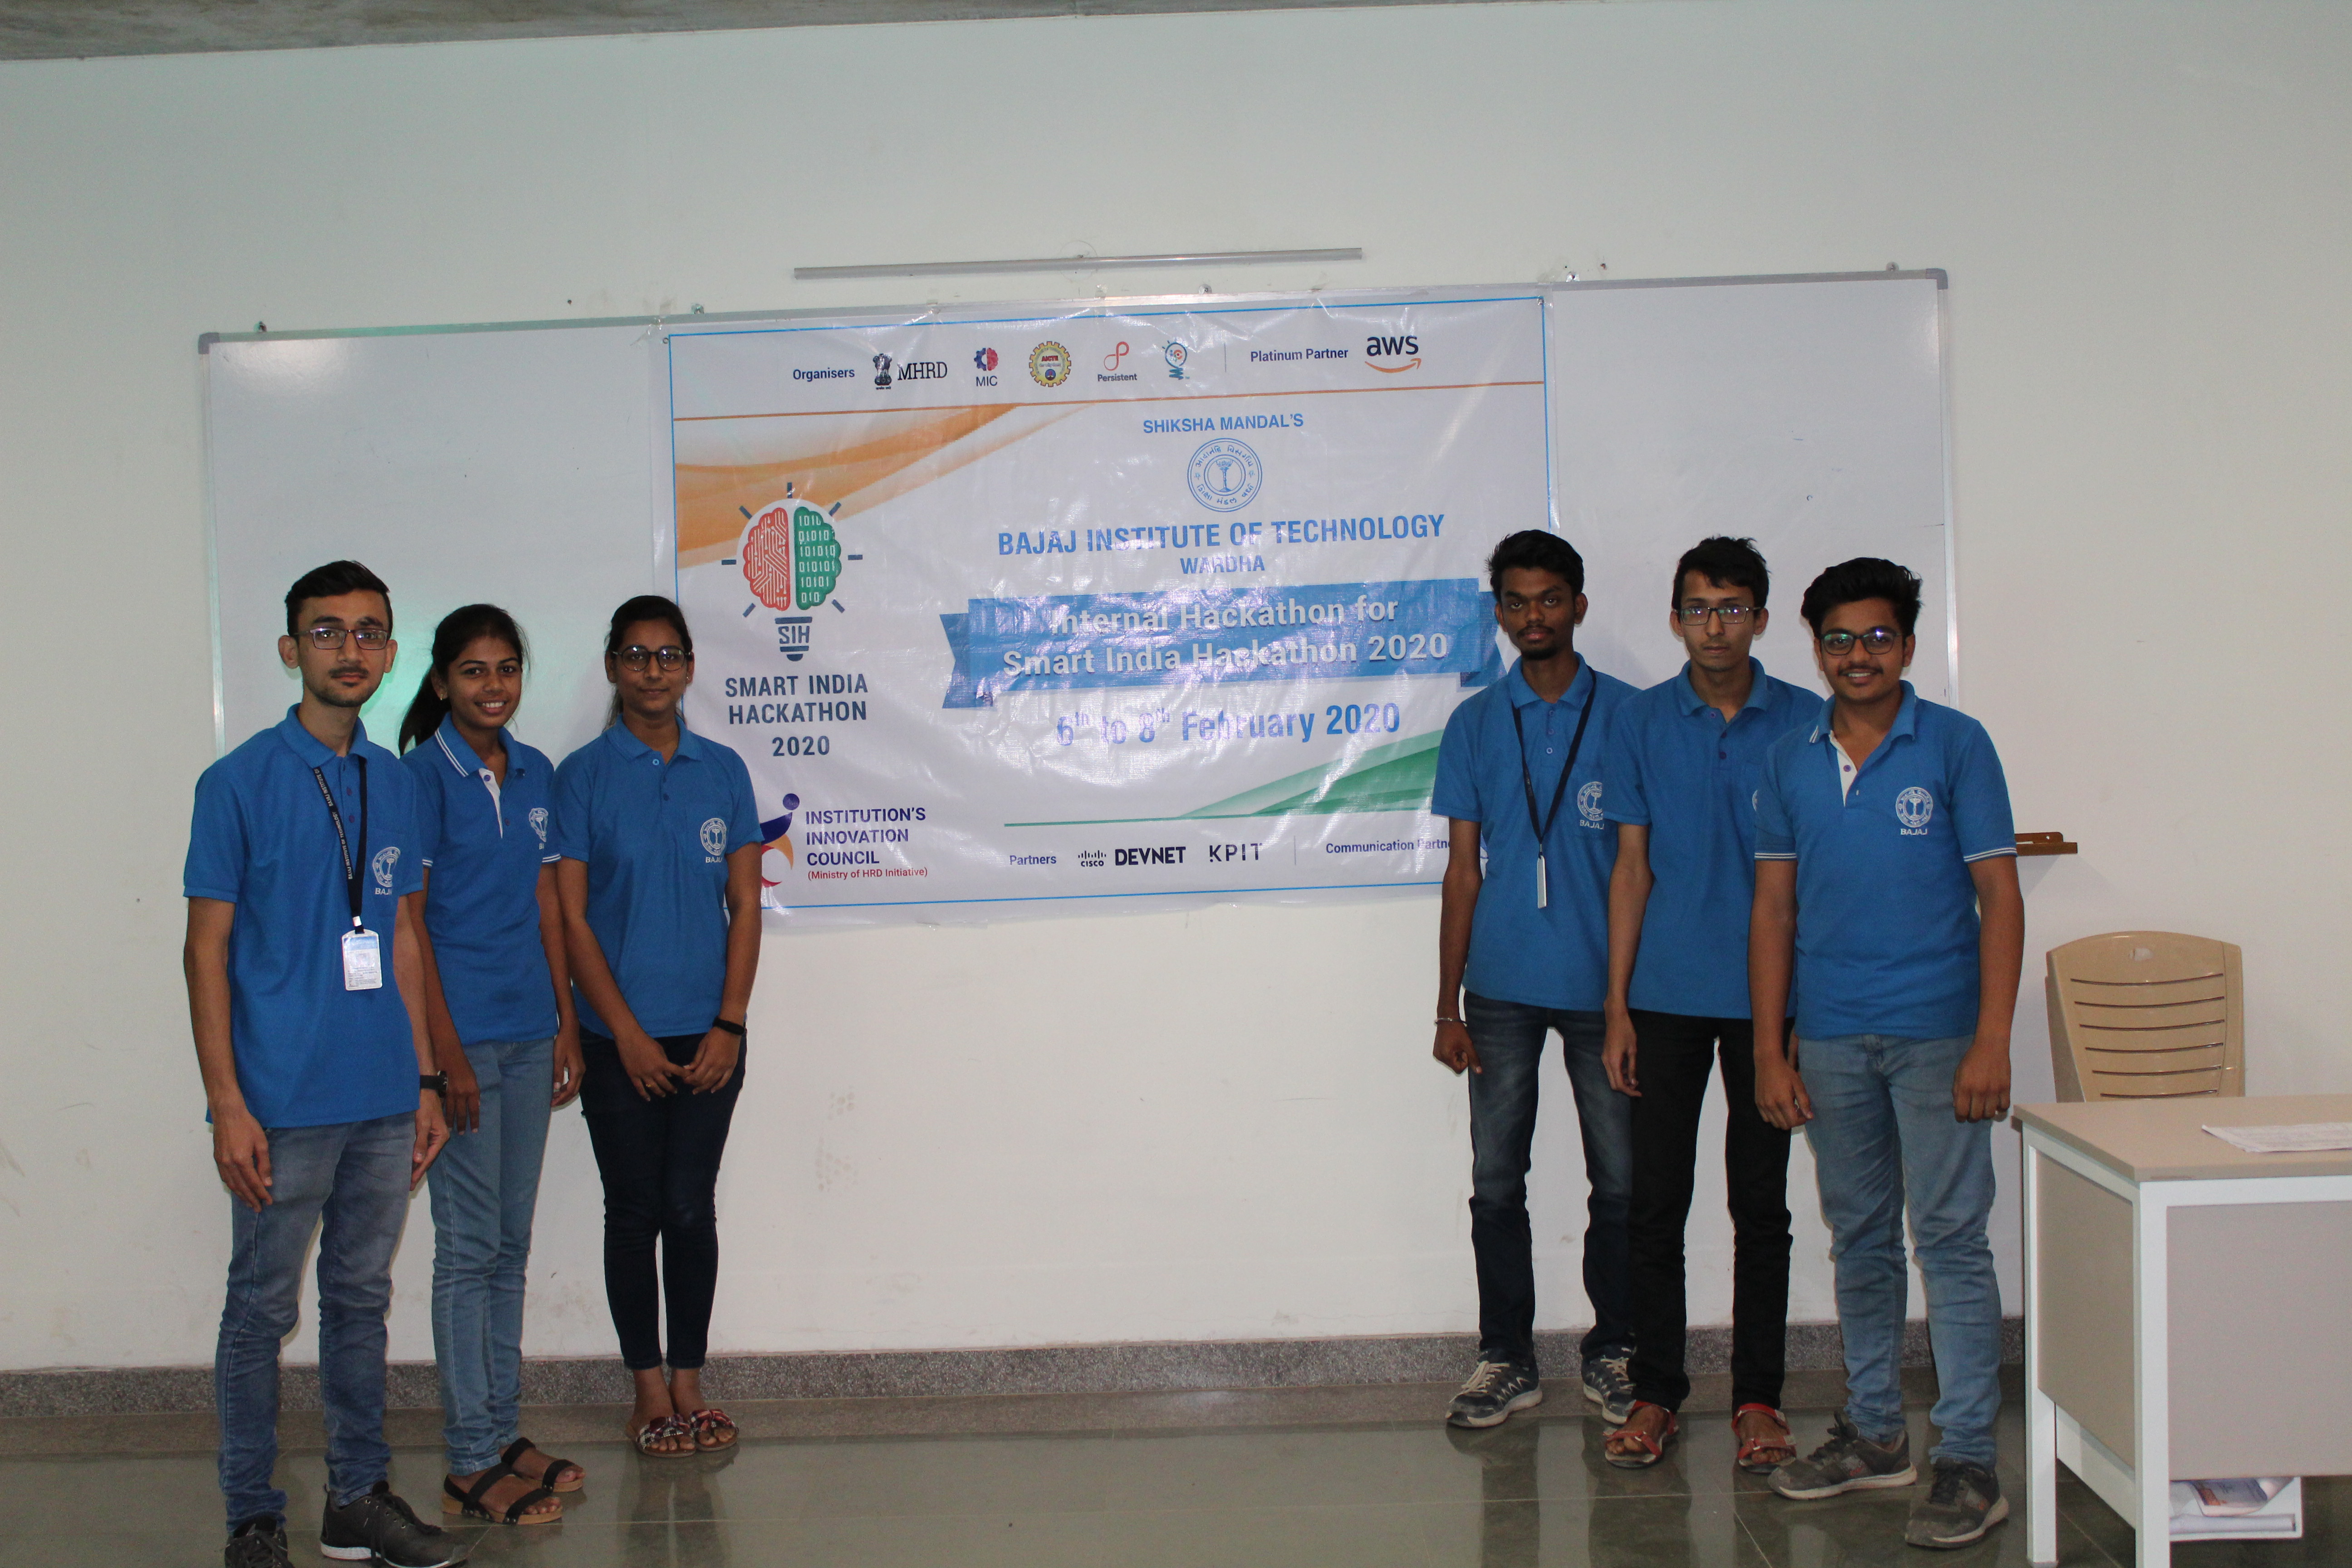 Organisers
MHRD
MIC
AICTE
Persistent
Platinum Partner
aws
SHIKSHA MANDAL'S
BAJAJ INSTITUTE OF TECHNOLOGY
WARDHA
Internal Hackathon for
Smart India Hackathon 2020
6th to 8th February 2020
SIH
SMART INDIA
HACKATHON
2020
INSTITUTION'S
INNOVATION
COUNCIL
(Ministry of HRD Initiative)
Partners
CISCO
DEVNET
KPIT
Communication
BAJAJ
BAJAJ